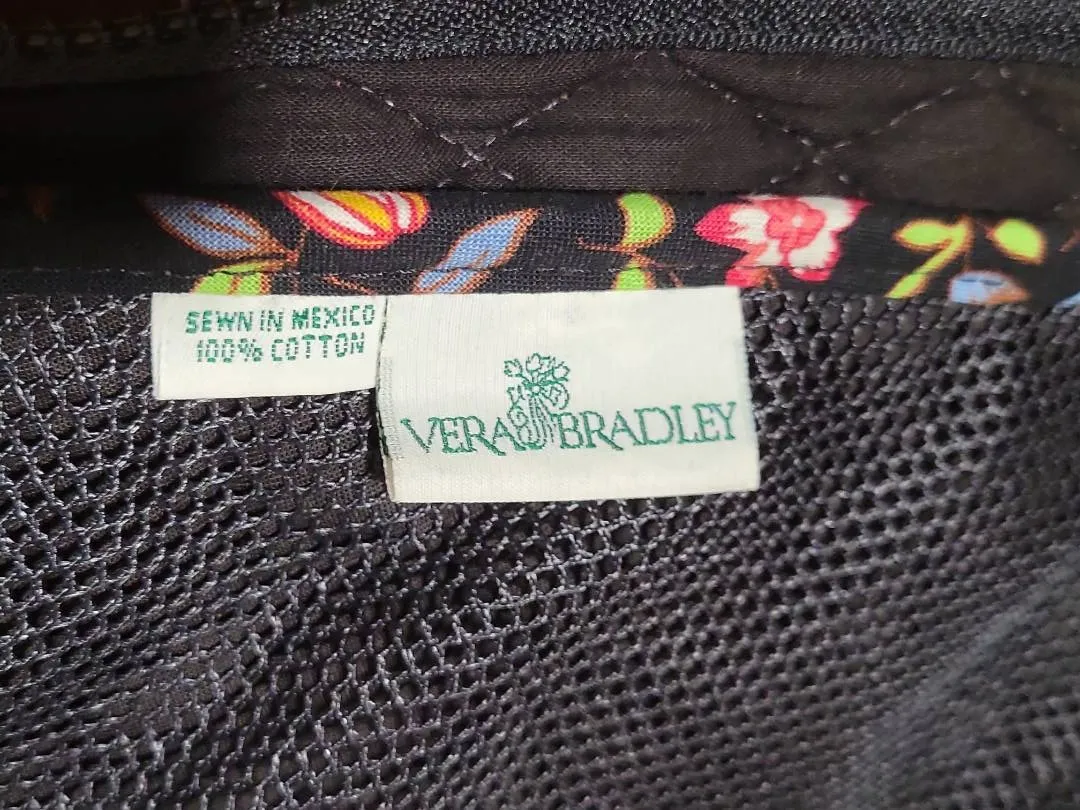 SEWN IN MEXICO
100% COTTON
VERA BRADLEY